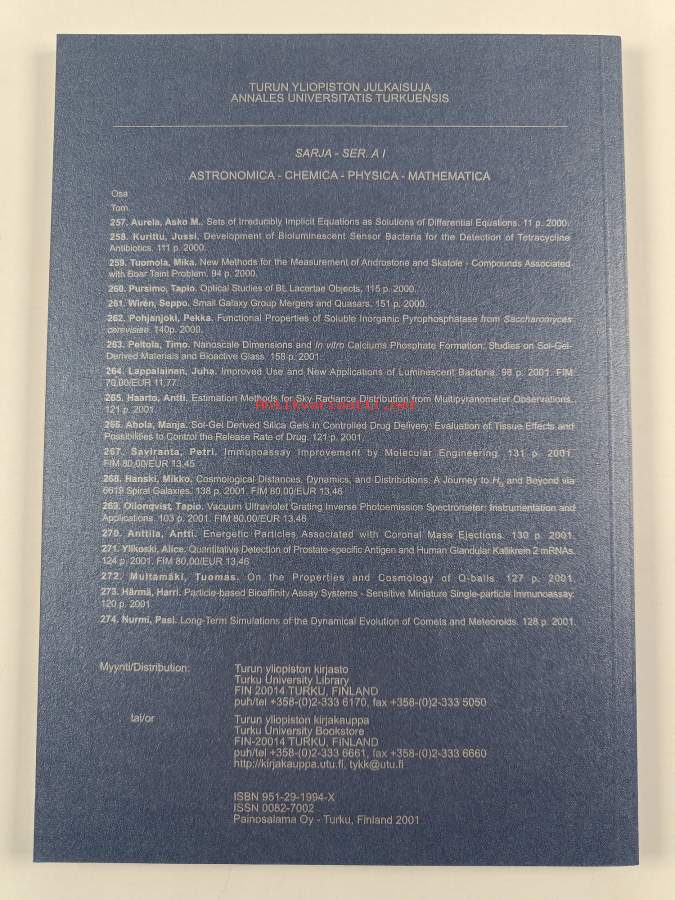 TURUN YLIOPISTON JULKAISUJA
ANNALES UNIVERSITATIS TURKUENSIS
SARJA - SER. A I
ASTRONOMICA - CHEMICA - PHYSICA - MATHEMATICA
Osa
Tom.
257. Aurela, Asko M., Sets of Irreducibly Implicit Equations as Solutions of Differential Equations. 11 p. 2000.
258. Kurittu, Jussi. Development of Bioluminescent Sensor Bacteria for the Detection of Tetracycline
Antibiotics. 111 p. 2000.
259. Tuomola, Mika. New Methods for the Measurement of Androstone and Skatole - Compounds Associated
with Boar Taint Problem. 94 p. 2000.
260. Pursimo, Tapio. Optical Studies of BL Lacertae Objects, 115 p. 2000.
261. Wirén, Seppo. Small Galaxy Group Mergers and Quasars. 151 p. 2000.
262. Pohjanjoki, Pekka. Functional Properties of Soluble Inorganic Pyrophosphatase from Saccharomyces
cerevisiae. 140p. 2000.
263. Peltola, Timo. Nanoscale Dimensions and in vitro Calciums Phosphate Formation: Studies on Sol-Gel-
Derived Materials and Bioactive Glass. 158 p. 2001.
264. Lappalainen, Juha. Improved Use and New Applications of Luminescent Bacteria. 98 p. 2001. FIM
70,00/EUR 11,77.
265. Haarto, Antti. Estimation Methods for Sky Radiance Distribution from Multipyranometer Observations.
121 p. 2001.
antikvariaatti.net
266. Ahola, Manja. Sol-Gel Derived Silica Gels in Controlled Drug Delivery: Evaluation of Tissue Effects and
Possibilities to Control the Release Rate of Drug. 121 p. 2001.
267. Saviranta, Petri. Immunoassay Improvement by Molecular Engineering. 131 p. 2001.
FIM 80,00/EUR 13,45
268. Hanski, Mikko. Cosmological Distances, Dynamics, and Distributions. A Journey to H0 and Beyond via
6619 Spiral Galaxies. 138 p. 2001. FIM 80,00/EUR 13,46
269. Ollonqvist, Tapio. Vacuum Ultraviolet Grating Inverse Photoemission Spectrometer: Instrumentation and
Applications. 103 p. 2001. FIM 80,00/EUR 13,46
270. Anttila, Antti. Energetic Particles Associated with Coronal Mass Ejections. 130 p. 2001.
271. Ylikoski, Alice. Quantitative Detection of Prostate-specific Antigen and Human Glandular Kallikrein 2 mRNAs.
124 p. 2001. FIM 80,00/EUR 13,46
272. Multamäki, Tuomas. On the Properties and Cosmology of Q-balls. 127 p. 2001.
273. Härmä, Harri. Particle-based Bioaffinity Assay Systems - Sensitive Miniature Single-particle Immunoassay.
120 p. 2001
274. Nurmi, Pasi. Long-Term Simulations of the Dynamical Evolution of Comets and Meteoroids. 128 p. 2001.
Myynti/Distribution: Turun yliopiston kirjasto
Turku University Library
FIN 20014 TURKU, FINLAND
puh/tel +358-(0)2-333 6170, fax +358-(0)2-333 5050
tai/or Turun yliopiston kirjakauppa
Turku University Bookstore
FIN-20014 TURKU, FINLAND
puh/tel +358-(0)2-333 6661, fax +358-(0)2-333 6660
http://kirjakauppa.utu.fi, tykk@utu.fi
ISBN 951-29-1994-X
ISSN 0082-7002
Painosalama Oy - Turku, Finland 2001